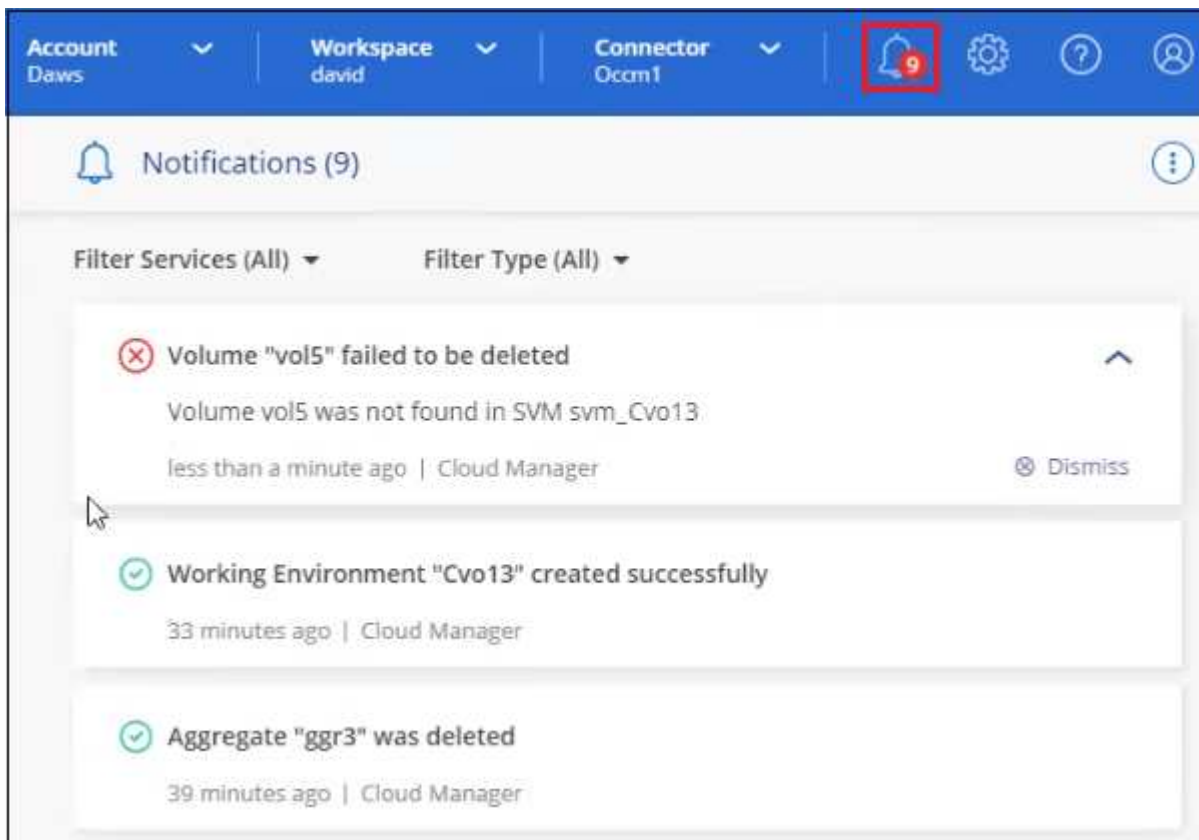 Account
Daws
Workspace
david
Connector
Occm1
9
Notifications (9)
Filter Services (All)
Filter Type (All)
Volume "vol5" failed to be deleted
Volume vol5 was not found in SVM svm_Cvo13
less than a minute ago | Cloud Manager
Dismiss
Working Environment "Cvo13" created successfully
33 minutes ago | Cloud Manager
Aggregate "ggr3" was deleted
39 minutes ago | Cloud Manager